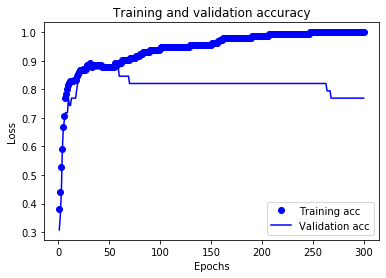 Training and validation accuracy
1.0
0.9
0.8
0.7
0.6
0.5
0.4
0.3
Loss
0 50 100 150 200 250 300
Epochs
Training acc
Validation acc